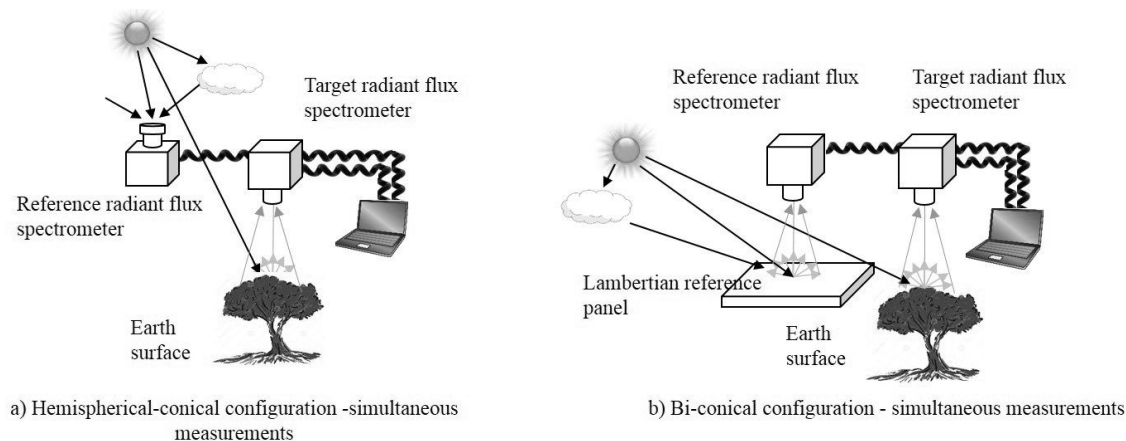 Target radiant flux
spectrometer
Reference radiant flux
spectrometer
Earth
surface
a) Hemispherical-conical configuration -simultaneous
measurements
Reference radiant flux
spectrometer
Target radiant flux
spectrometer
Lambertian reference
panel
Earth
surface
b) Bi-conical configuration - simultaneous measurements